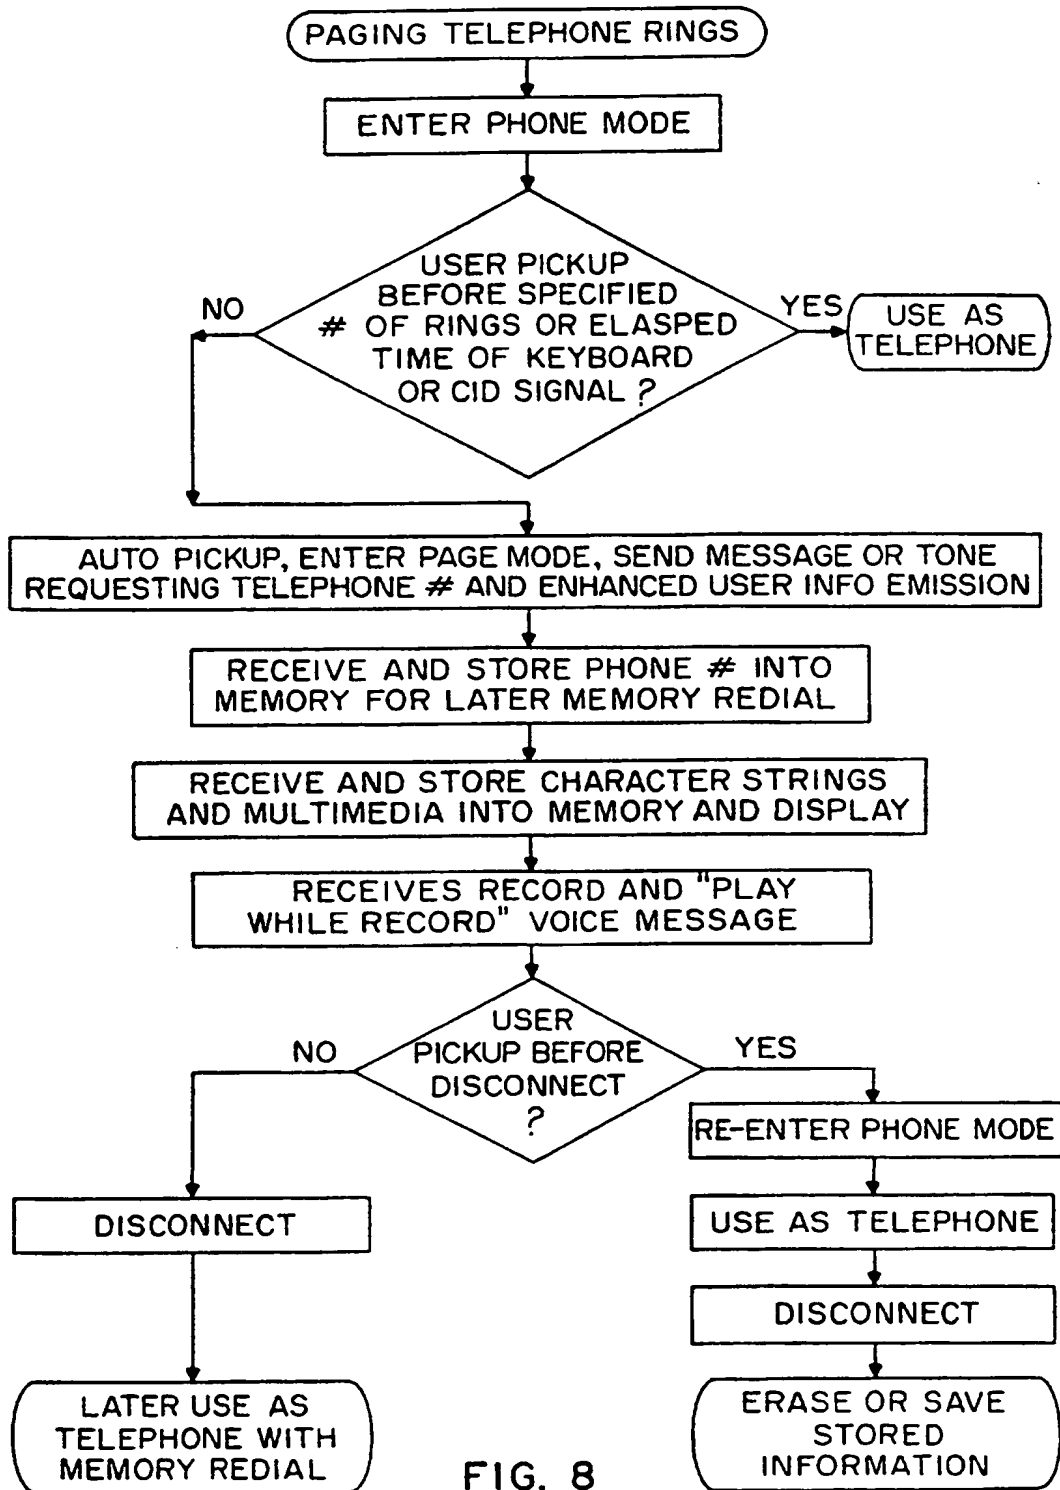 PAGING TELEPHONE RINGS
ENTER PHONE MODE
USER PICKUP
BEFORE SPECIFIED
# OF RINGS OR ELASPED
TIME OF KEYBOARD
OR CID SIGNAL ?
NO
YES
USE AS
TELEPHONE
AUTO PICKUP, ENTER PAGE MODE, SEND MESSAGE OR TONE
REQUESTING TELEPHONE # AND ENHANCED USER INFO EMISSION
RECEIVE AND STORE PHONE # INTO
MEMORY FOR LATER MEMORY REDIAL
RECEIVE AND STORE CHARACTER STRINGS
AND MULTIMEDIA INTO MEMORY AND DISPLAY
RECEIVES RECORD AND "PLAY
WHILE RECORD" VOICE MESSAGE
USER
PICKUP BEFORE
DISCONNECT
?
NO
YES
DISCONNECT
LATER USE AS
TELEPHONE WITH
MEMORY REDIAL
RE-ENTER PHONE MODE
USE AS TELEPHONE
DISCONNECT
ERASE OR SAVE
STORED
INFORMATION
FIG. 8